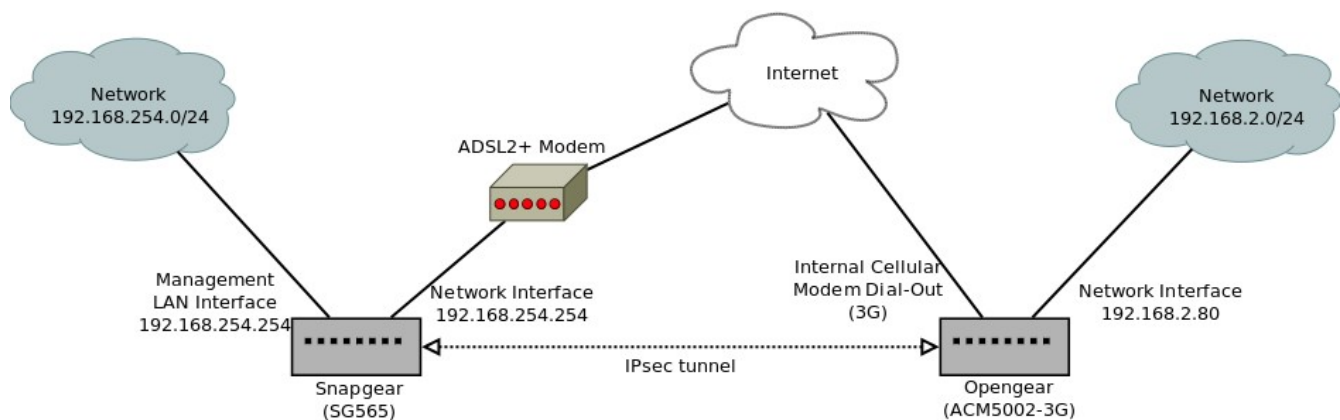 Network
192.168.254.0/24
Internet
Network
192.168.2.0/24
ADSL2+ Modem
Management
LAN Interface
192.168.254.254
Network Interface
192.168.254.254
Internal Cellular
Modem Dial-Out
(3G)
Network Interface
192.168.2.80
IPsec tunnel
Snapgear
(SG565)
Opengear
(ACM5002-3G)